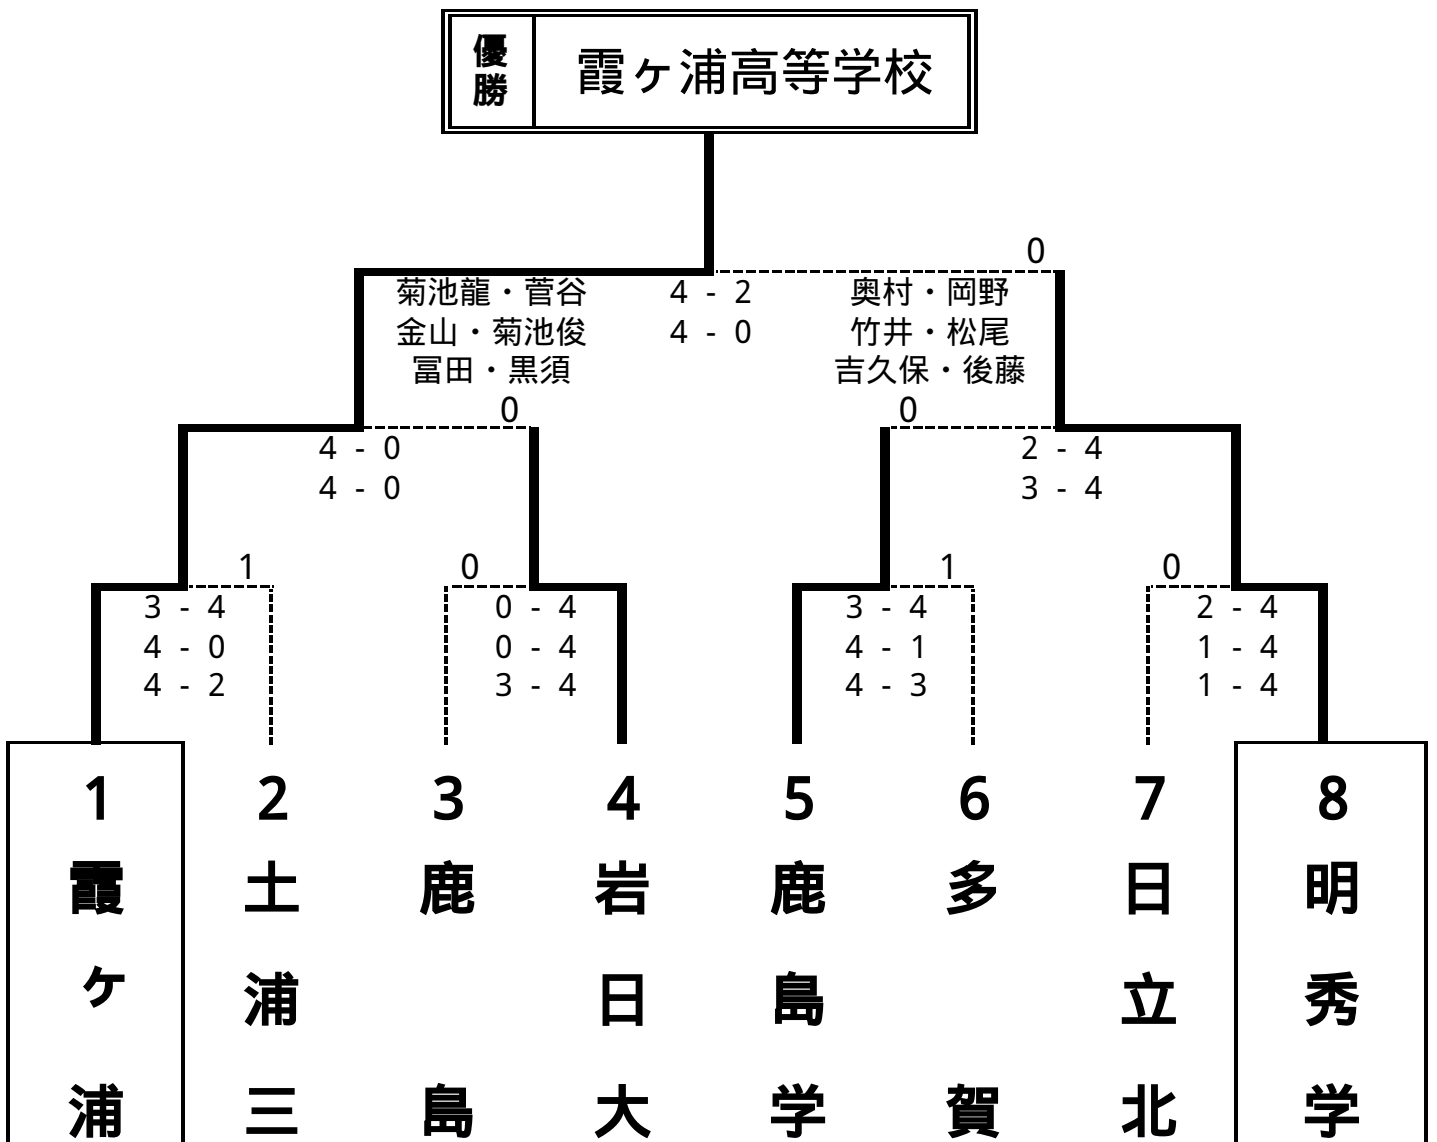 優勝
霞ヶ浦高等学校
0
菊池龍・菅谷 4 - 2 奥村・岡野
金山・菊池俊 4 - 0 竹井・松尾
冨田・黒須 吉久保・後藤
0 0
4 - 0 2 - 4
4 - 0 3 - 4
1 0 1 0
3 - 4 0 - 4 3 - 4 2 - 4
4 - 0 0 - 4 4 - 1 1 - 4
4 - 2 3 - 4 4 - 3 1 - 4
1 2 3 4 5 6 7 8
霞ヶ浦
土浦三
鹿島
岩日大
鹿島学
多賀
日立北
明秀学